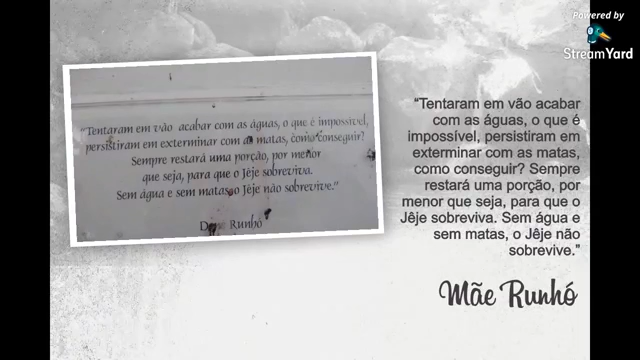 Powered by
StreamYard
"Tentaram em vão acabar com as águas, o que é impossível,
persistiram em exterminar com as matas, como conseguir?
Sempre restará uma porção, por menor
que seja, para que o Jêje sobreviva.
Sem água e sem matas, o Jêje não sobrevive."
Runhó
"Tentaram em vão acabar
com as águas, o que é
impossível, persistiram em
exterminar com as matas,
como conseguir? Sempre
restará uma porção, por
menor que seja, para que o
Jêje sobreviva. Sem água e
sem matas, o Jêje não
sobrevive."
Mãe Runhó